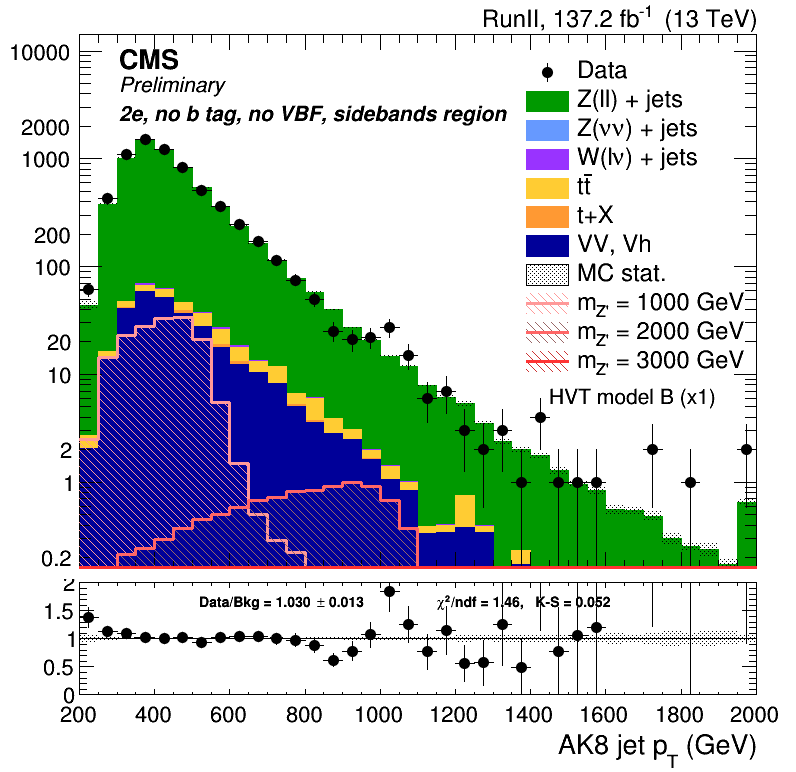 RunII, 137.2 fb⁻¹ (13 TeV)
CMS
Preliminary
2e, no b tag, no VBF, sidebands region
Data
Z(ll) + jets
Z(νν) + jets
W(lν) + jets
tt̄
t+X
VV, Vh
MC stat.
m_Z' = 1000 GeV
m_Z' = 2000 GeV
m_Z' = 3000 GeV
HVT model B (x1)
10000
2000
1000
200
100
20
10
2
1
0.2
Data/Bkg = 1.030 ± 0.013
χ²/ndf = 1.46, K-S = 0.052
2
1.5
1
0.5
0
200 400 600 800 1000 1200 1400 1600 1800 2000
AK8 jet p_T (GeV)